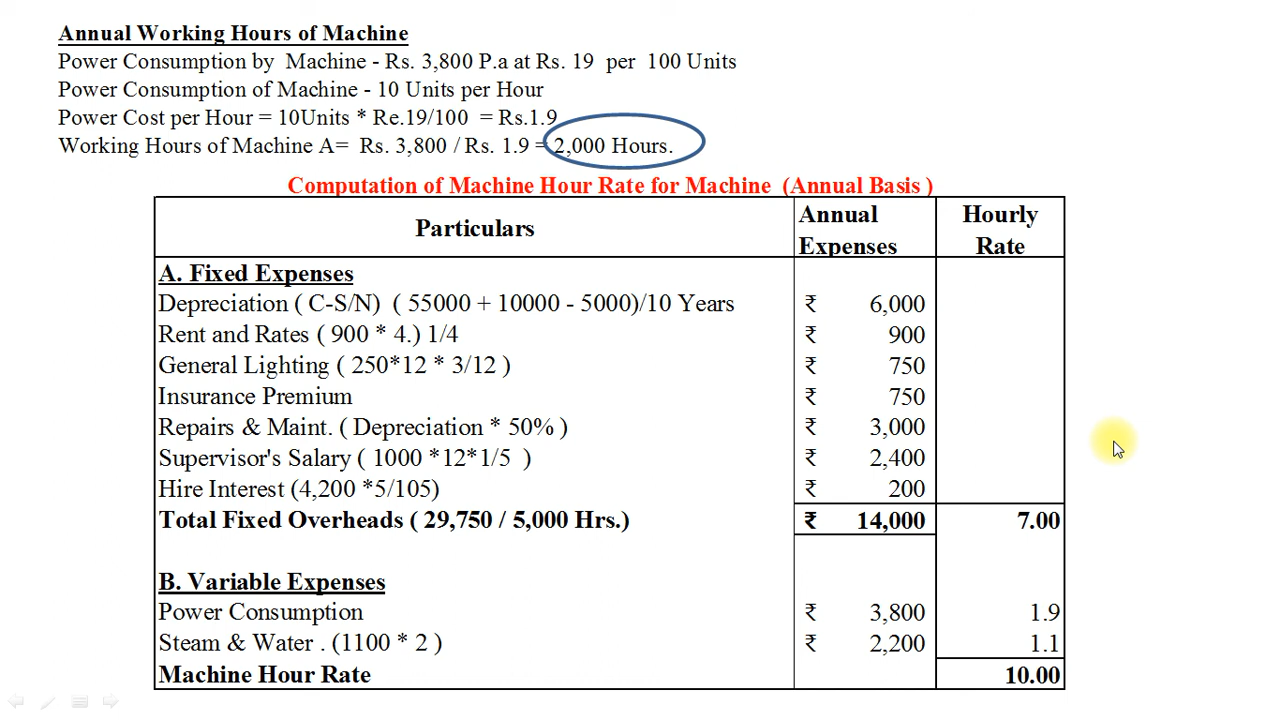 Annual Working Hours of Machine
Power Consumption by Machine - Rs. 3,800 P.a at Rs. 19 per 100 Units
Power Consumption of Machine - 10 Units per Hour
Power Cost per Hour = 10Units * Re.19/100 = Rs.1.9
Working Hours of Machine A= Rs. 3,800 / Rs. 1.9 = 2,000 Hours.
Computation of Machine Hour Rate for Machine (Annual Basis )
Particulars Annual Expenses Hourly Rate
A. Fixed Expenses
Depreciation ( C-S/N) ( 55000 + 10000 - 5000)/10 Years ₹ 6,000
Rent and Rates ( 900 * 4.) 1/4 ₹ 900
General Lighting ( 250*12 * 3/12 ) ₹ 750
Insurance Premium ₹ 750
Repairs & Maint. ( Depreciation * 50% ) ₹ 3,000
Supervisor's Salary ( 1000 *12*1/5 ) ₹ 2,400
Hire Interest (4,200 *5/105) ₹ 200
Total Fixed Overheads ( 29,750 / 5,000 Hrs.) ₹ 14,000 7.00
B. Variable Expenses
Power Consumption ₹ 3,800 1.9
Steam & Water . (1100 * 2 ) ₹ 2,200 1.1
Machine Hour Rate 10.00